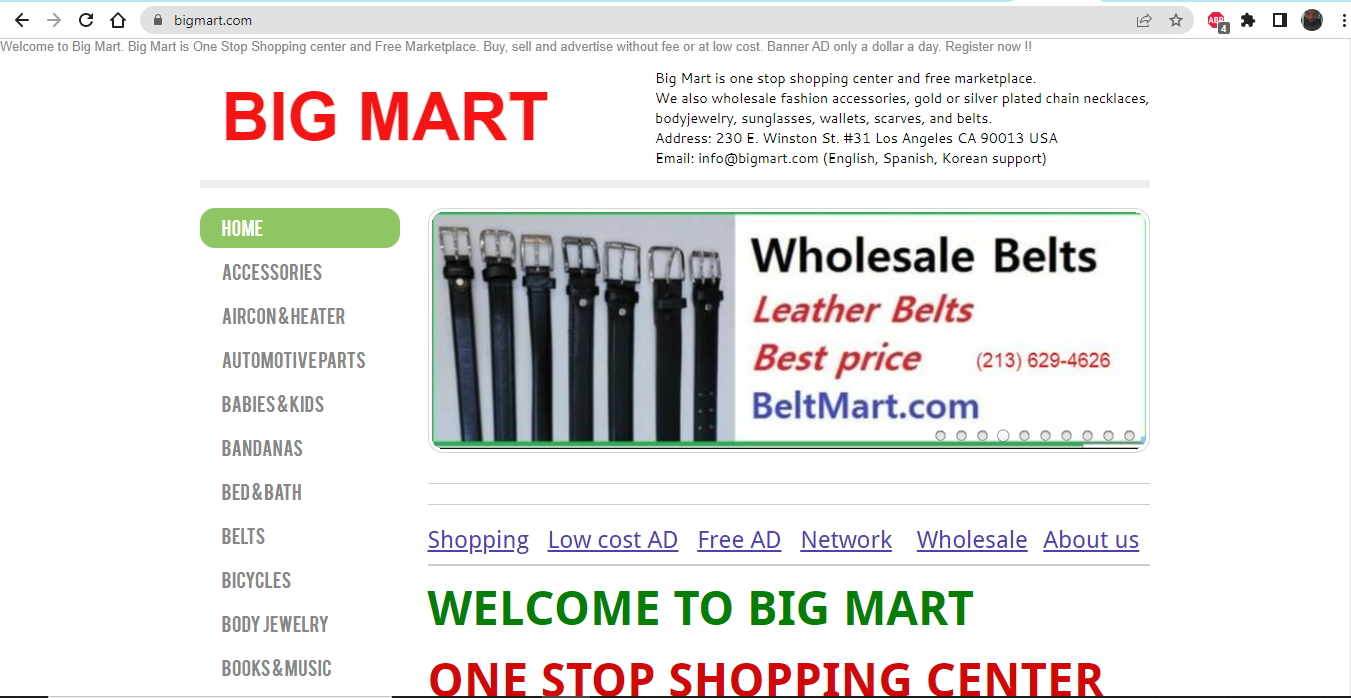 bigmart.com
ABP
4
Welcome to Big Mart. Big Mart is One Stop Shopping center and Free Marketplace. Buy, sell and advertise without fee or at low cost. Banner AD only a dollar a day. Register now !!
BIG MART
Big Mart is one stop shopping center and free marketplace.
We also wholesale fashion accessories, gold or silver plated chain necklaces,
bodyjewelry, sunglasses, wallets, scarves, and belts.
Address: 230 E. Winston St. #31 Los Angeles CA 90013 USA
Email: info@bigmart.com (English, Spanish, Korean support)
HOME
ACCESSORIES
AIRCON & HEATER
AUTOMOTIVE PARTS
BABIES & KIDS
BANDANAS
BED & BATH
BELTS
BICYCLES
BODY JEWELRY
BOOKS & MUSIC
Wholesale Belts
Leather Belts
Best price (213) 629-4626
BeltMart.com
Shopping Low cost AD Free AD Network Wholesale About us
WELCOME TO BIG MART
ONE STOP SHOPPING CENTER